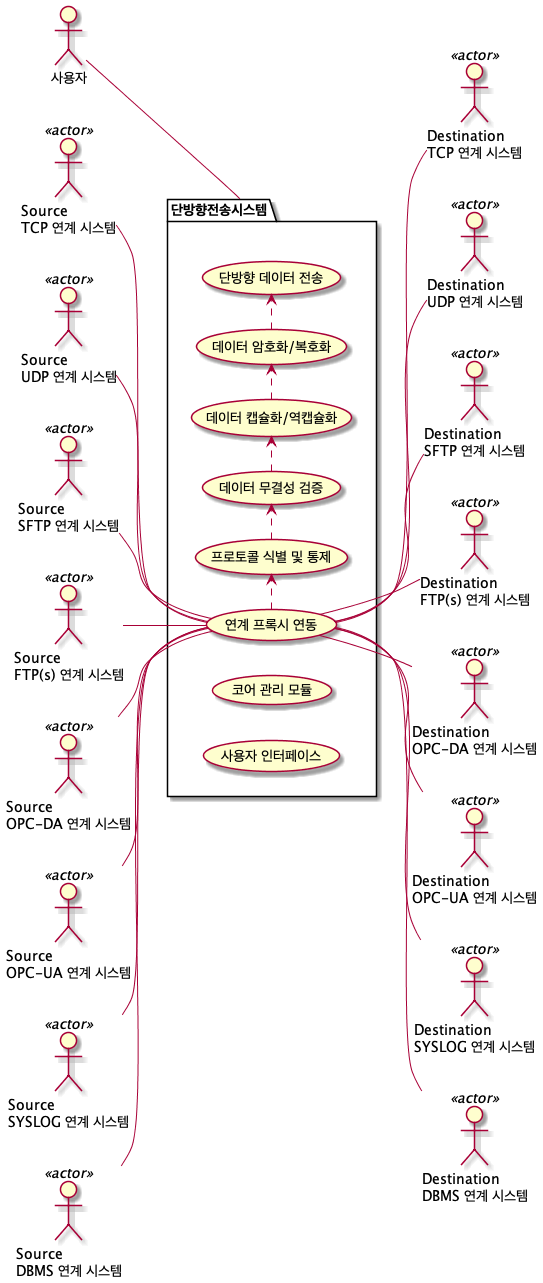 사용자
«actor»
Source
TCP 연계 시스템
«actor»
Source
UDP 연계 시스템
«actor»
Source
SFTP 연계 시스템
«actor»
Source
FTP(s) 연계 시스템
«actor»
Source
OPC-DA 연계 시스템
«actor»
Source
OPC-UA 연계 시스템
«actor»
Source
SYSLOG 연계 시스템
«actor»
Source
DBMS 연계 시스템
단방향전송시스템
단방향 데이터 전송
데이터 암호화/복호화
데이터 캡슐화/역캡슐화
데이터 무결성 검증
프로토콜 식별 및 통제
연계 프록시 연동
코어 관리 모듈
사용자 인터페이스
«actor»
Destination
TCP 연계 시스템
«actor»
Destination
UDP 연계 시스템
«actor»
Destination
SFTP 연계 시스템
«actor»
Destination
FTP(s) 연계 시스템
«actor»
Destination
OPC-DA 연계 시스템
«actor»
Destination
OPC-UA 연계 시스템
«actor»
Destination
SYSLOG 연계 시스템
«actor»
Destination
DBMS 연계 시스템